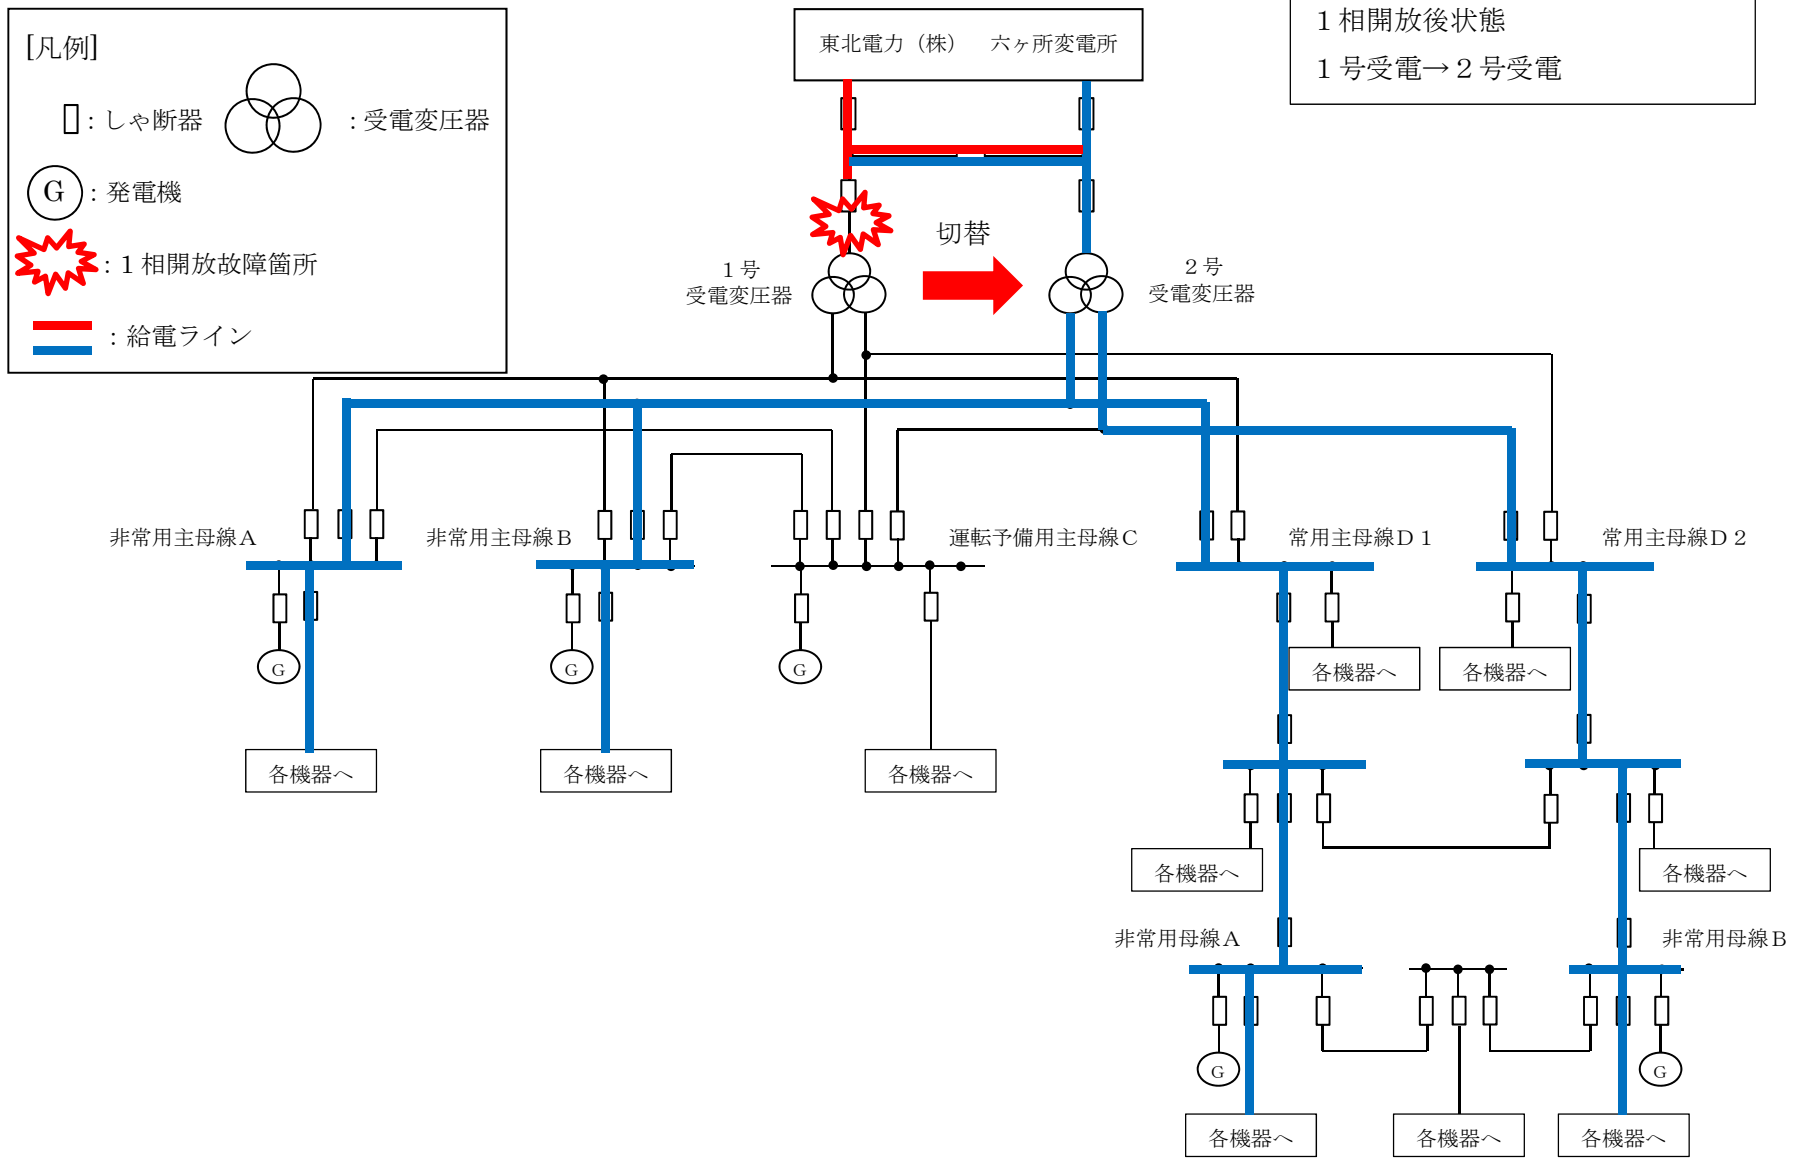 [凡例]
：しゃ断器
：受電変圧器
G
：発電機
：１相開放故障箇所
：給電ライン
東北電力（株）　六ヶ所変電所
１相開放後状態
１号受電→２号受電
切替
１号
受電変圧器
２号
受電変圧器
非常用主母線Ａ
非常用主母線Ｂ
運転予備用主母線Ｃ
常用主母線Ｄ１
常用主母線Ｄ２
G
G
G
各機器へ
各機器へ
各機器へ
各機器へ
各機器へ
各機器へ
各機器へ
非常用母線Ａ
非常用母線Ｂ
G
G
各機器へ
各機器へ
各機器へ